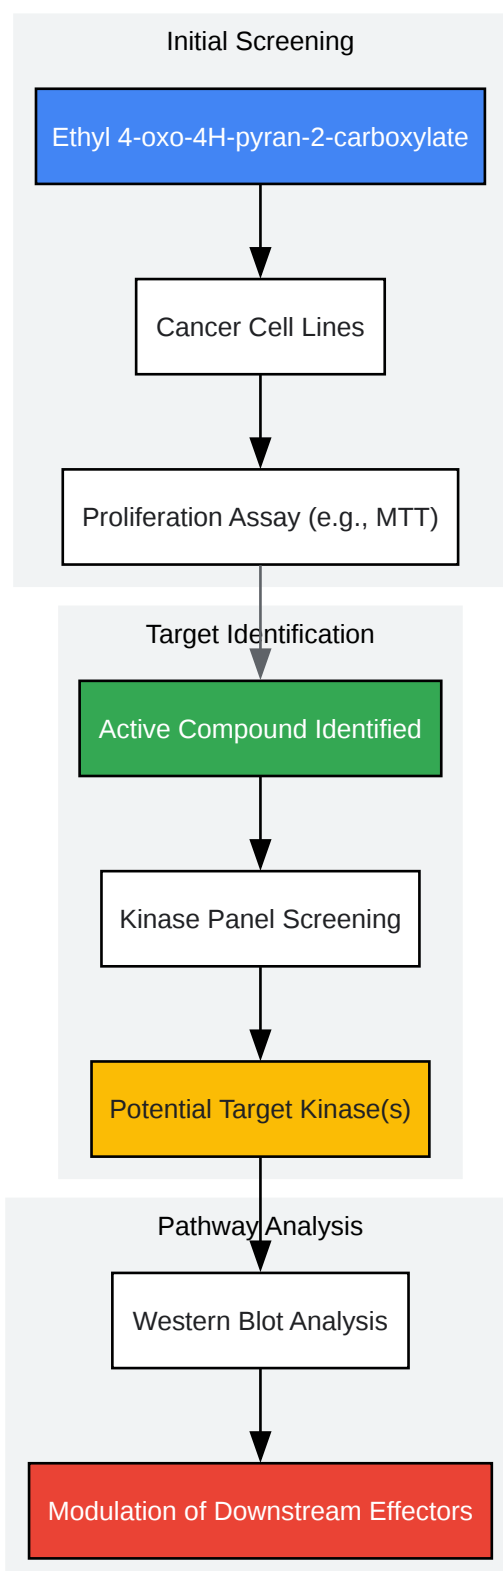 Initial Screening
Ethyl 4-oxo-4H-pyran-2-carboxylate
Cancer Cell Lines
Proliferation Assay (e.g., MTT)
Target Identification
Active Compound Identified
Kinase Panel Screening
Potential Target Kinase(s)
Pathway Analysis
Western Blot Analysis
Modulation of Downstream Effectors